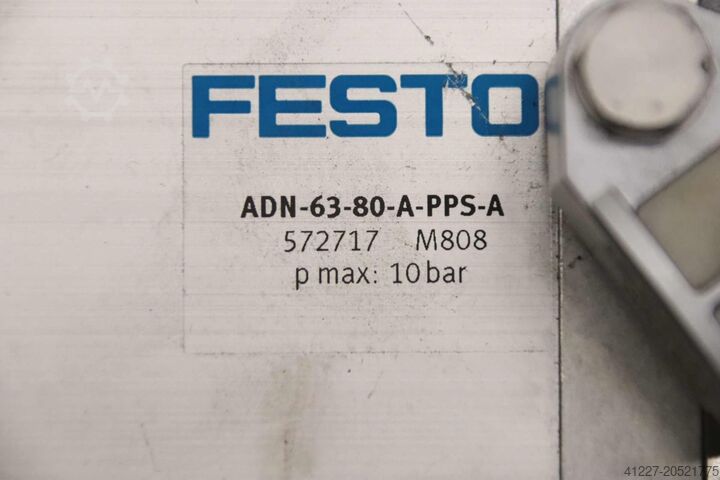 FESTO
ADN-63-80-A-PPS-A
572717 M808
p max: 10 bar
41227-20521775